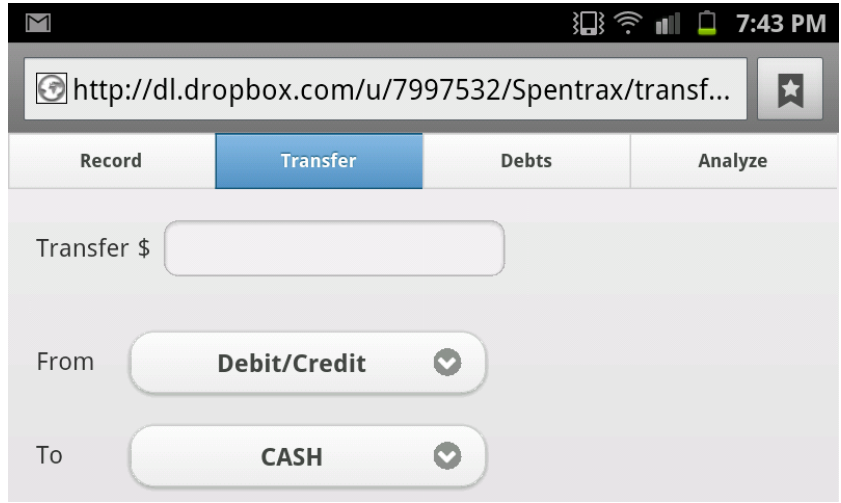 7:43 PM
http://dl.dropbox.com/u/7997532/Spentrax/transf...
Record Transfer Debts Analyze
Transfer $
From Debit/Credit
To CASH